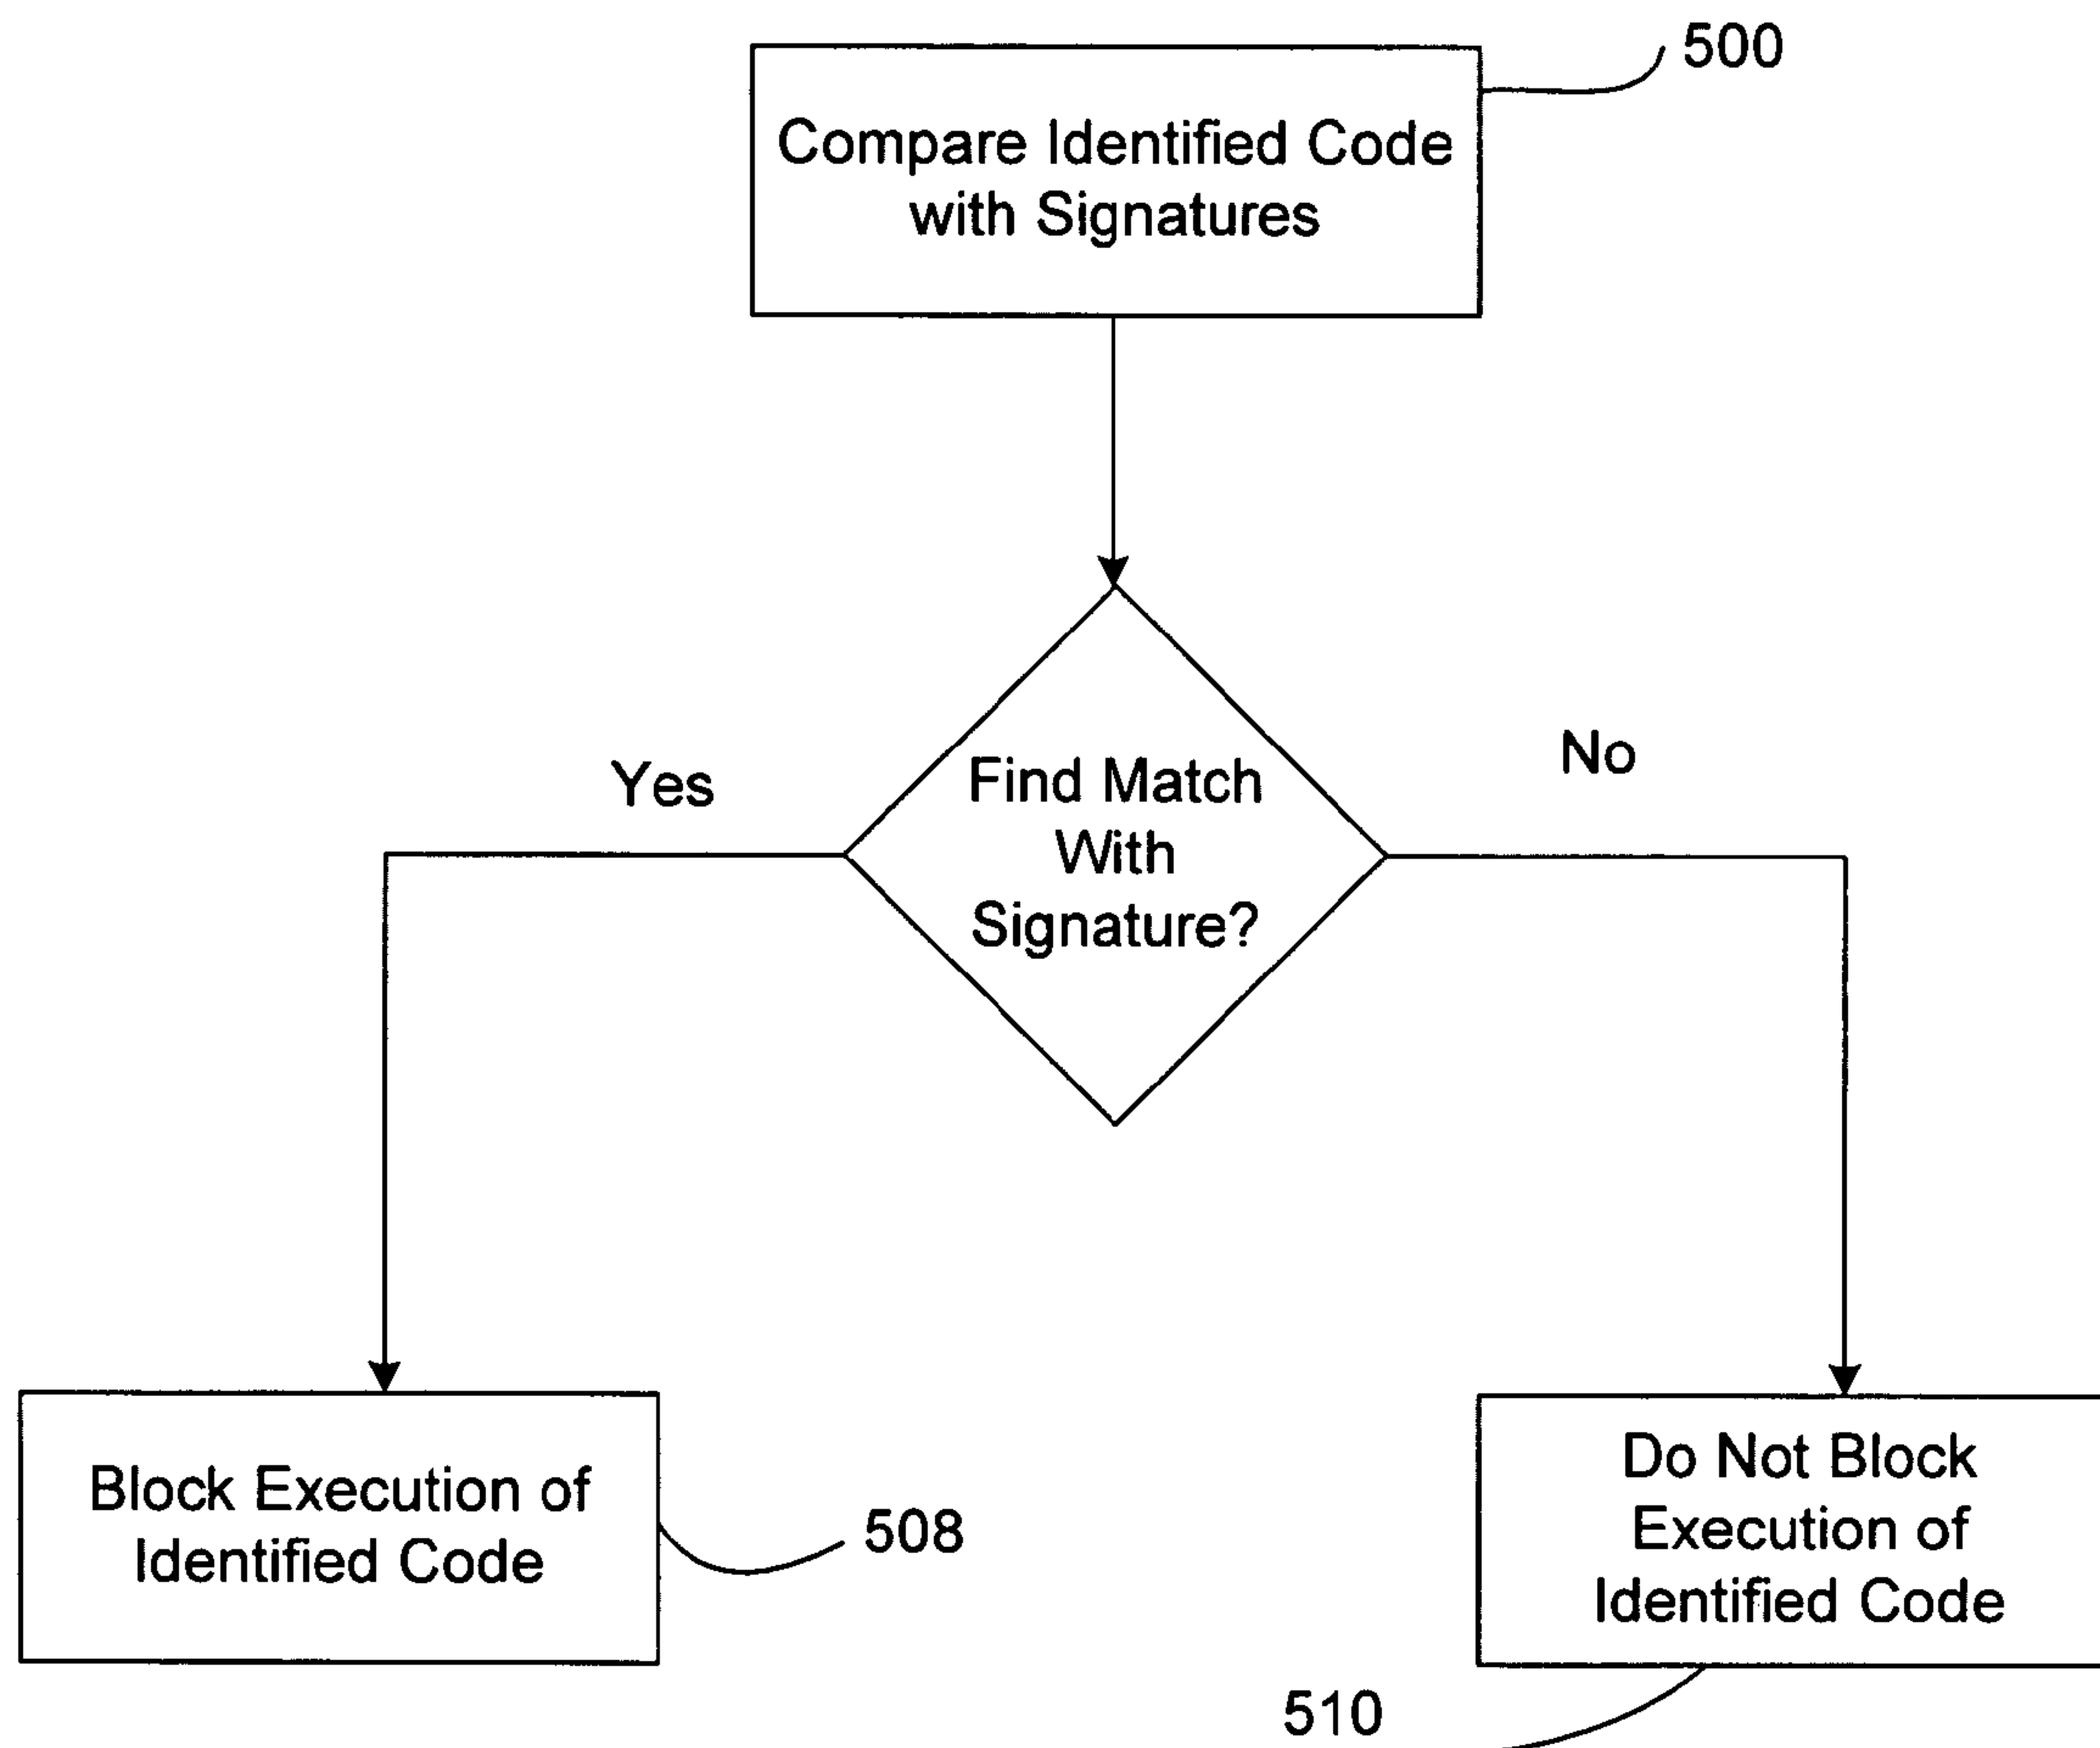 500
Compare Identified Code
with Signatures
Yes
No
Find Match
With
Signature?
Block Execution of
Identified Code
508
Do Not Block
Execution of
Identified Code
510